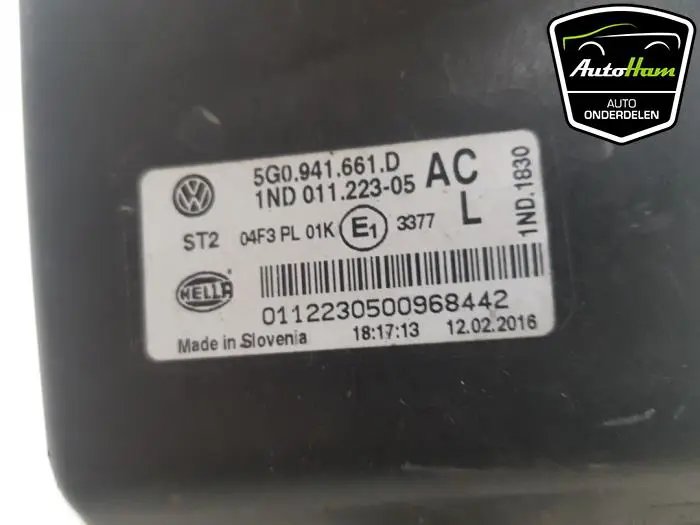 AutoHam
AUTO
ONDERDELEN
5G0.941.661.D
AC
1ND 011.223-05
L
1ND.1830
ST2 04F3 PL 01K E1 3377
HELLA
0112230500968442
Made in Slovenia 18:17:13 12.02.2016